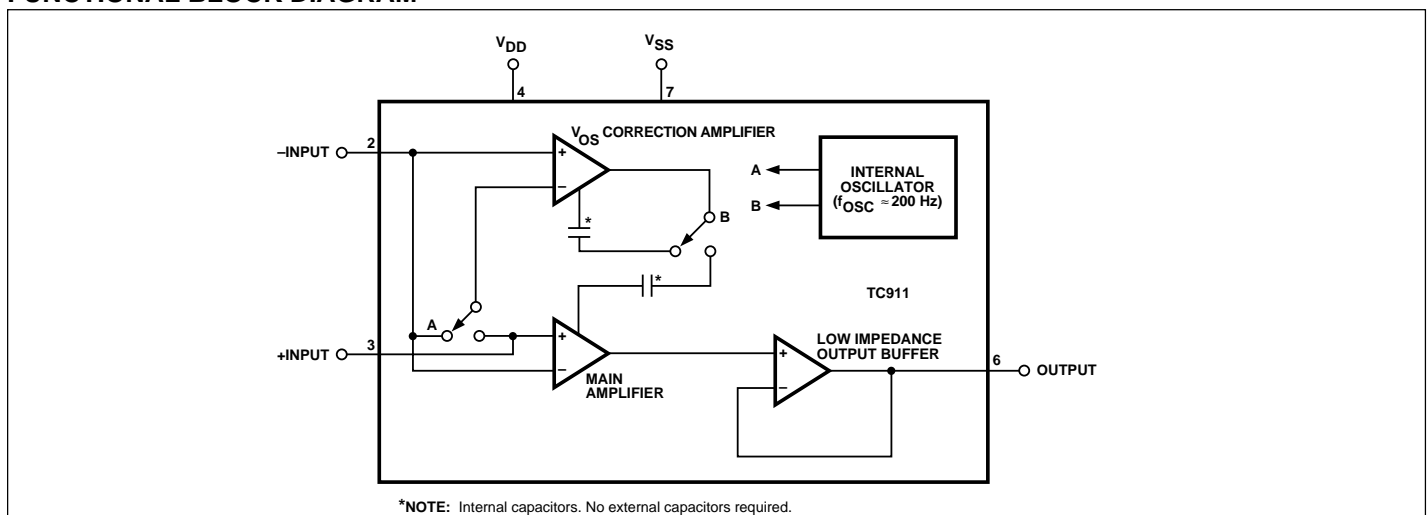 FUNCTIONAL BLOCK DIAGRAM
VDD
VSS
4
7
VOS CORRECTION AMPLIFIER
–INPUT
2
+
–
*
A
B
INTERNAL
OSCILLATOR
(fOSC ≈ 200 Hz)
B
*
TC911
A
+INPUT
3
+
–
MAIN
AMPLIFIER
LOW IMPEDANCE
OUTPUT BUFFER
+
–
6
OUTPUT
*NOTE: Internal capacitors. No external capacitors required.